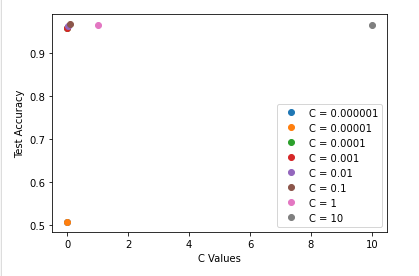 0.9
0.8
0.7
0.6
0.5
Test Accuracy
C = 0.000001
C = 0.00001
C = 0.0001
C = 0.001
C = 0.01
C = 0.1
C = 1
C = 10
0 2 4 6 8 10
C Values